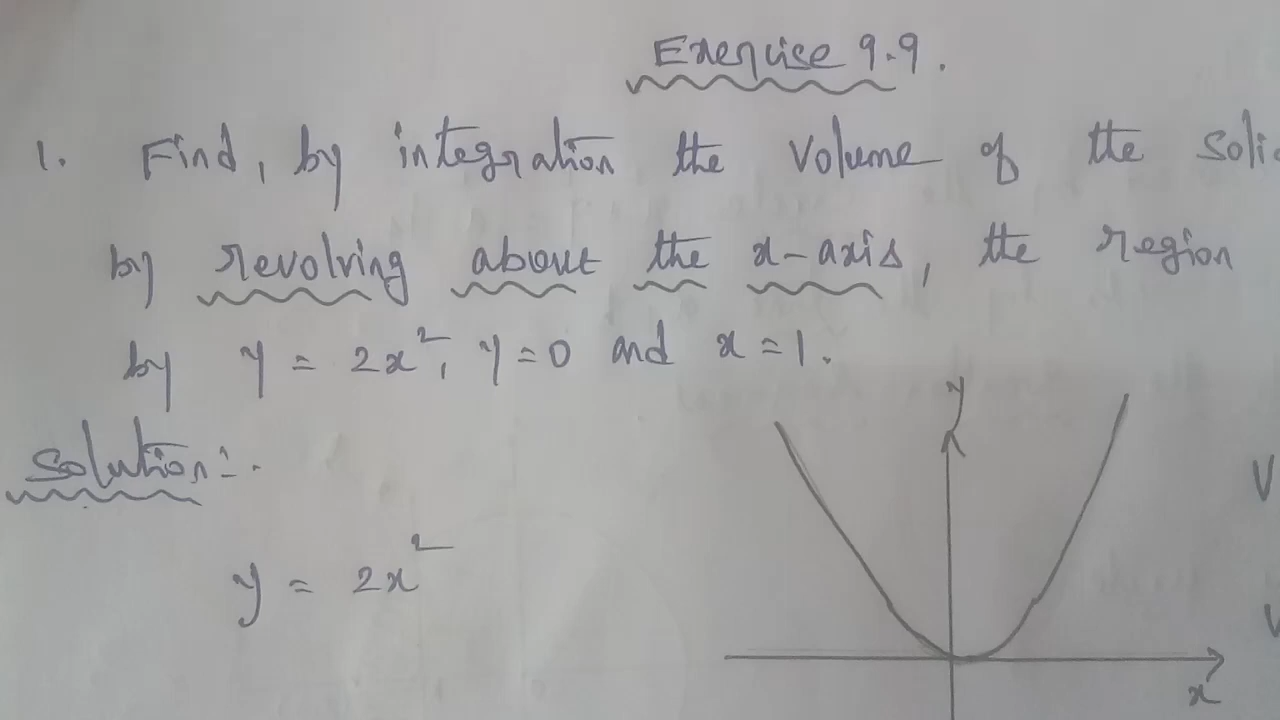 Exercise 9.9.
1. Find, by integration the Volume of the Soli
by revolving about the x-axis, the region
by y = 2x², y=0 and x=1.
Solution:-
y
V
y = 2x²
V
x